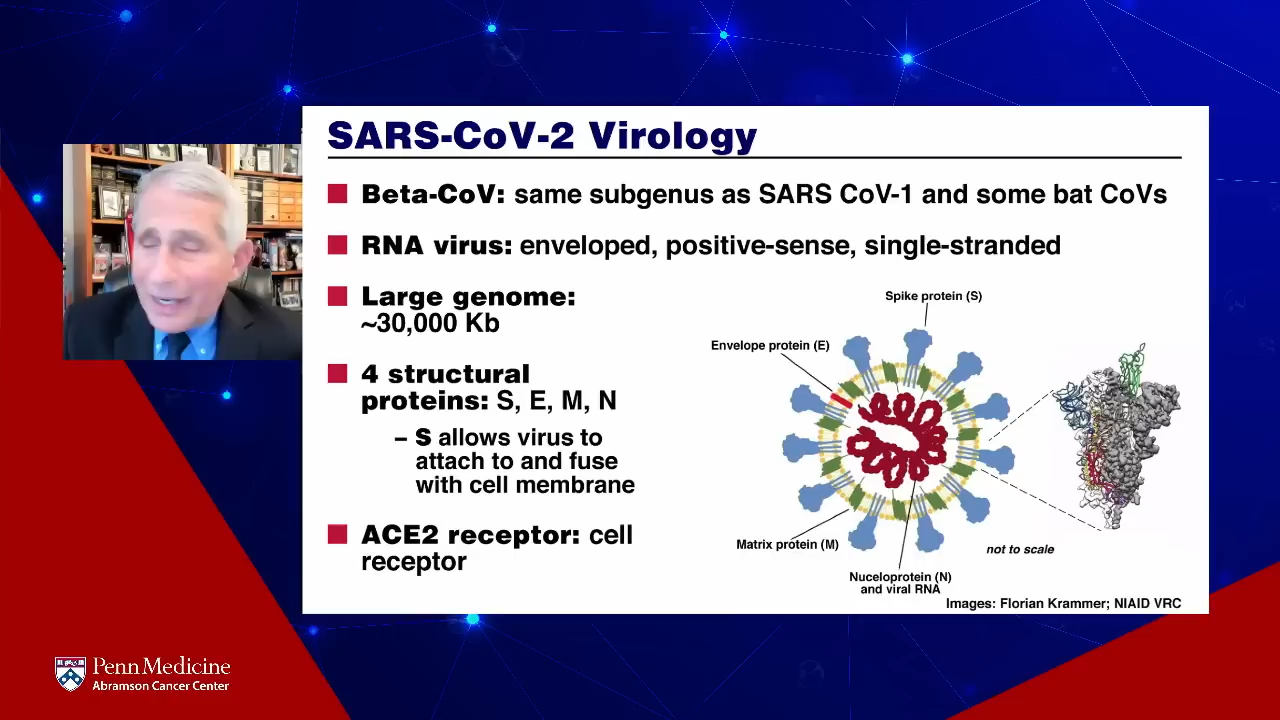 SARS-CoV-2 Virology
Beta-CoV: same subgenus as SARS CoV-1 and some bat CoVs
RNA virus: enveloped, positive-sense, single-stranded
Large genome:
~30,000 Kb
4 structural
proteins: S, E, M, N
– S allows virus to
attach to and fuse
with cell membrane
ACE2 receptor: cell
receptor
Spike protein (S)
Envelope protein (E)
Matrix protein (M)
Nuceloprotein (N)
and viral RNA
not to scale
Images: Florian Krammer; NIAID VRC
Penn Medicine
Abramson Cancer Center